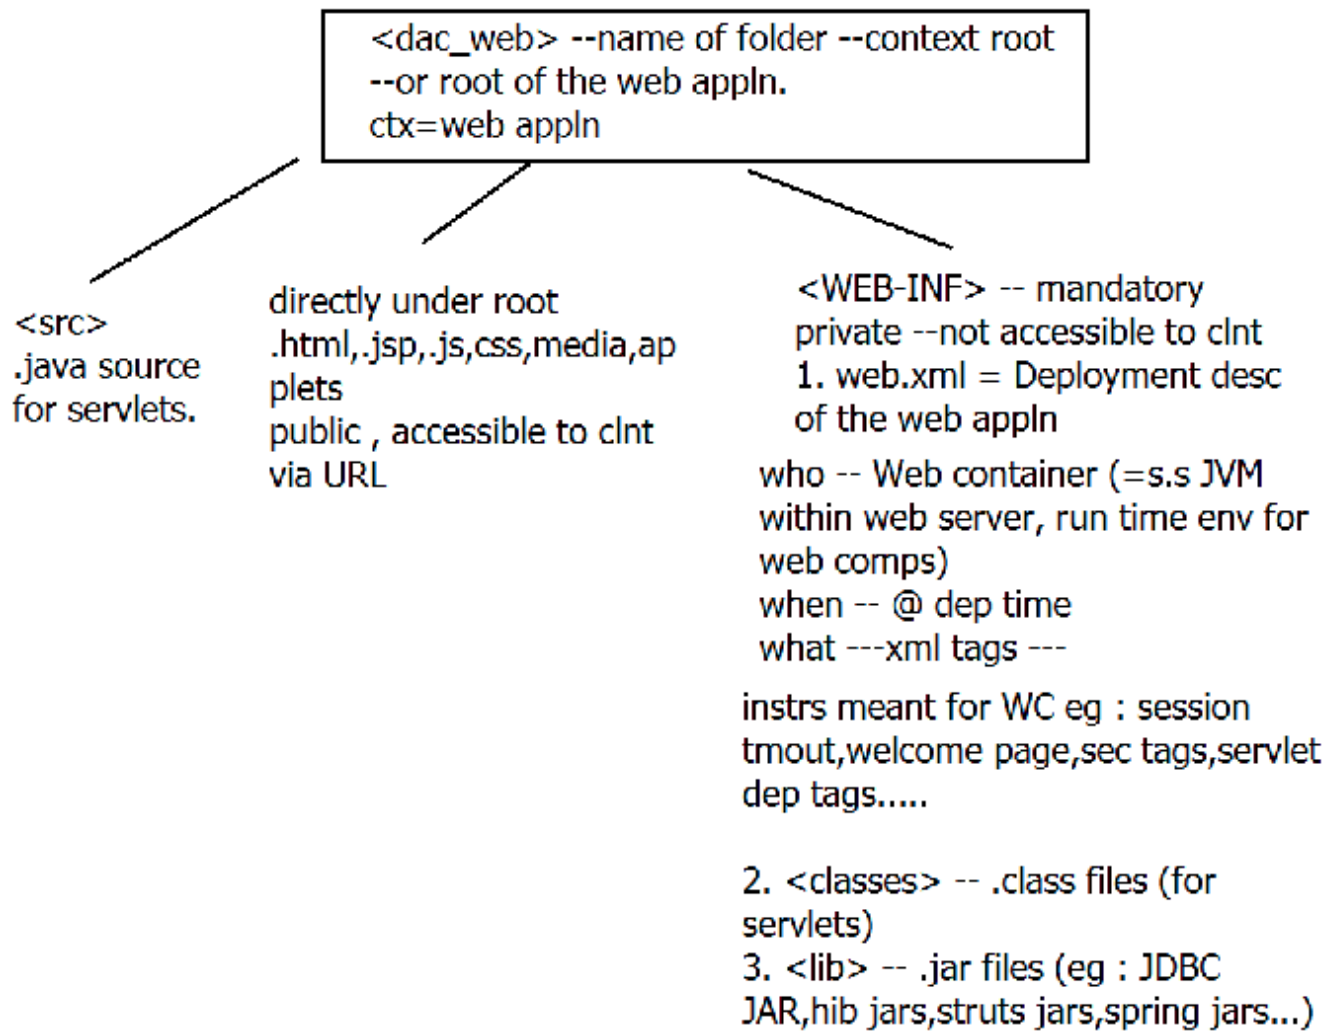 <dac_web> --name of folder --context root
--or root of the web appln.
ctx=web appln
<src>
.java source
for servlets.
directly under root
.html,.jsp,.js,css,media,ap
plets
public , accessible to clnt
via URL
<WEB-INF> -- mandatory
private --not accessible to clnt
1. web.xml = Deployment desc
of the web appln
who -- Web container (=s.s JVM
within web server, run time env for
web comps)
when -- @ dep time
what ---xml tags ---
instrs meant for WC eg : session
tmout,welcome page,sec tags,servlet
dep tags.....
2. <classes> -- .class files (for
servlets)
3. <lib> -- .jar files (eg : JDBC
JAR,hib jars,struts jars,spring jars...)